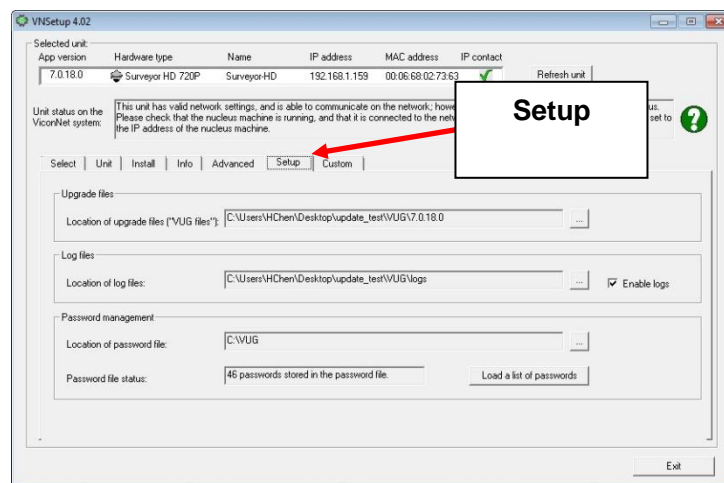 VNSetup 4.02
Selected unit:
App version Hardware type Name IP address MAC address IP contact
7.0.18.0 Surveyor HD 720P Surveyor-HD 192.168.1.159 00:06:68:02:73:63 Refresh unit
Unit status on the ViconNet system:
This unit has valid network settings, and is able to communicate on the network; howe us.
Please check that the nucleus machine is running, and that it is connected to the netw set to
the IP address of the nucleus machine.
Setup
Select Unit Install Info Advanced Setup Custom
Upgrade files
Location of upgrade files ("VUG files"): C:\Users\HChen\Desktop\update_test\VUG\7.0.18.0 ...
Log files
Location of log files: C:\Users\HChen\Desktop\update_test\VUG\logs ... Enable logs
Password management
Location of password file: C:\VUG ...
Password file status: 46 passwords stored in the password file. Load a list of passwords
Exit